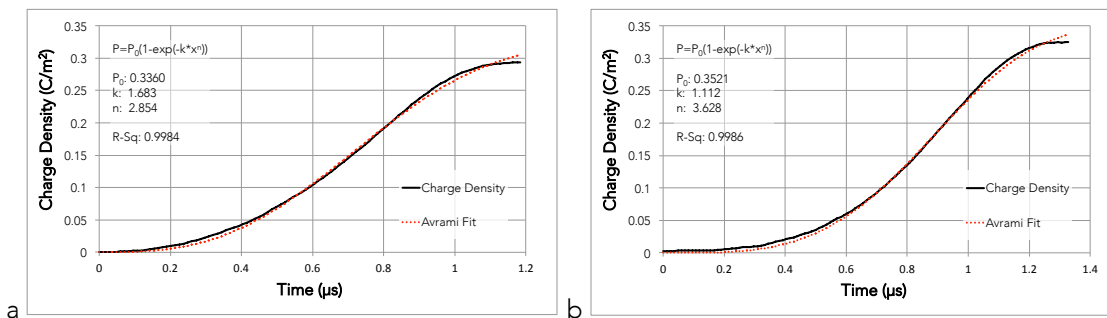 0.35
0.3
0.25
0.2
0.15
0.1
0.05
0
Charge Density (C/m²)
P=P₀(1-exp(-k*xⁿ))
P₀: 0.3360
k: 1.683
n: 2.854
R-Sq: 0.9984
Charge Density
Avrami Fit
0 0.2 0.4 0.6 0.8 1 1.2
Time (μs)
a
0.35
0.3
0.25
0.2
0.15
0.1
0.05
0
Charge Density (C/m²)
P=P₀(1-exp(-k*xⁿ))
P₀: 0.3521
k: 1.112
n: 3.628
R-Sq: 0.9986
Charge Density
Avrami Fit
0 0.2 0.4 0.6 0.8 1 1.2 1.4
Time (μs)
b